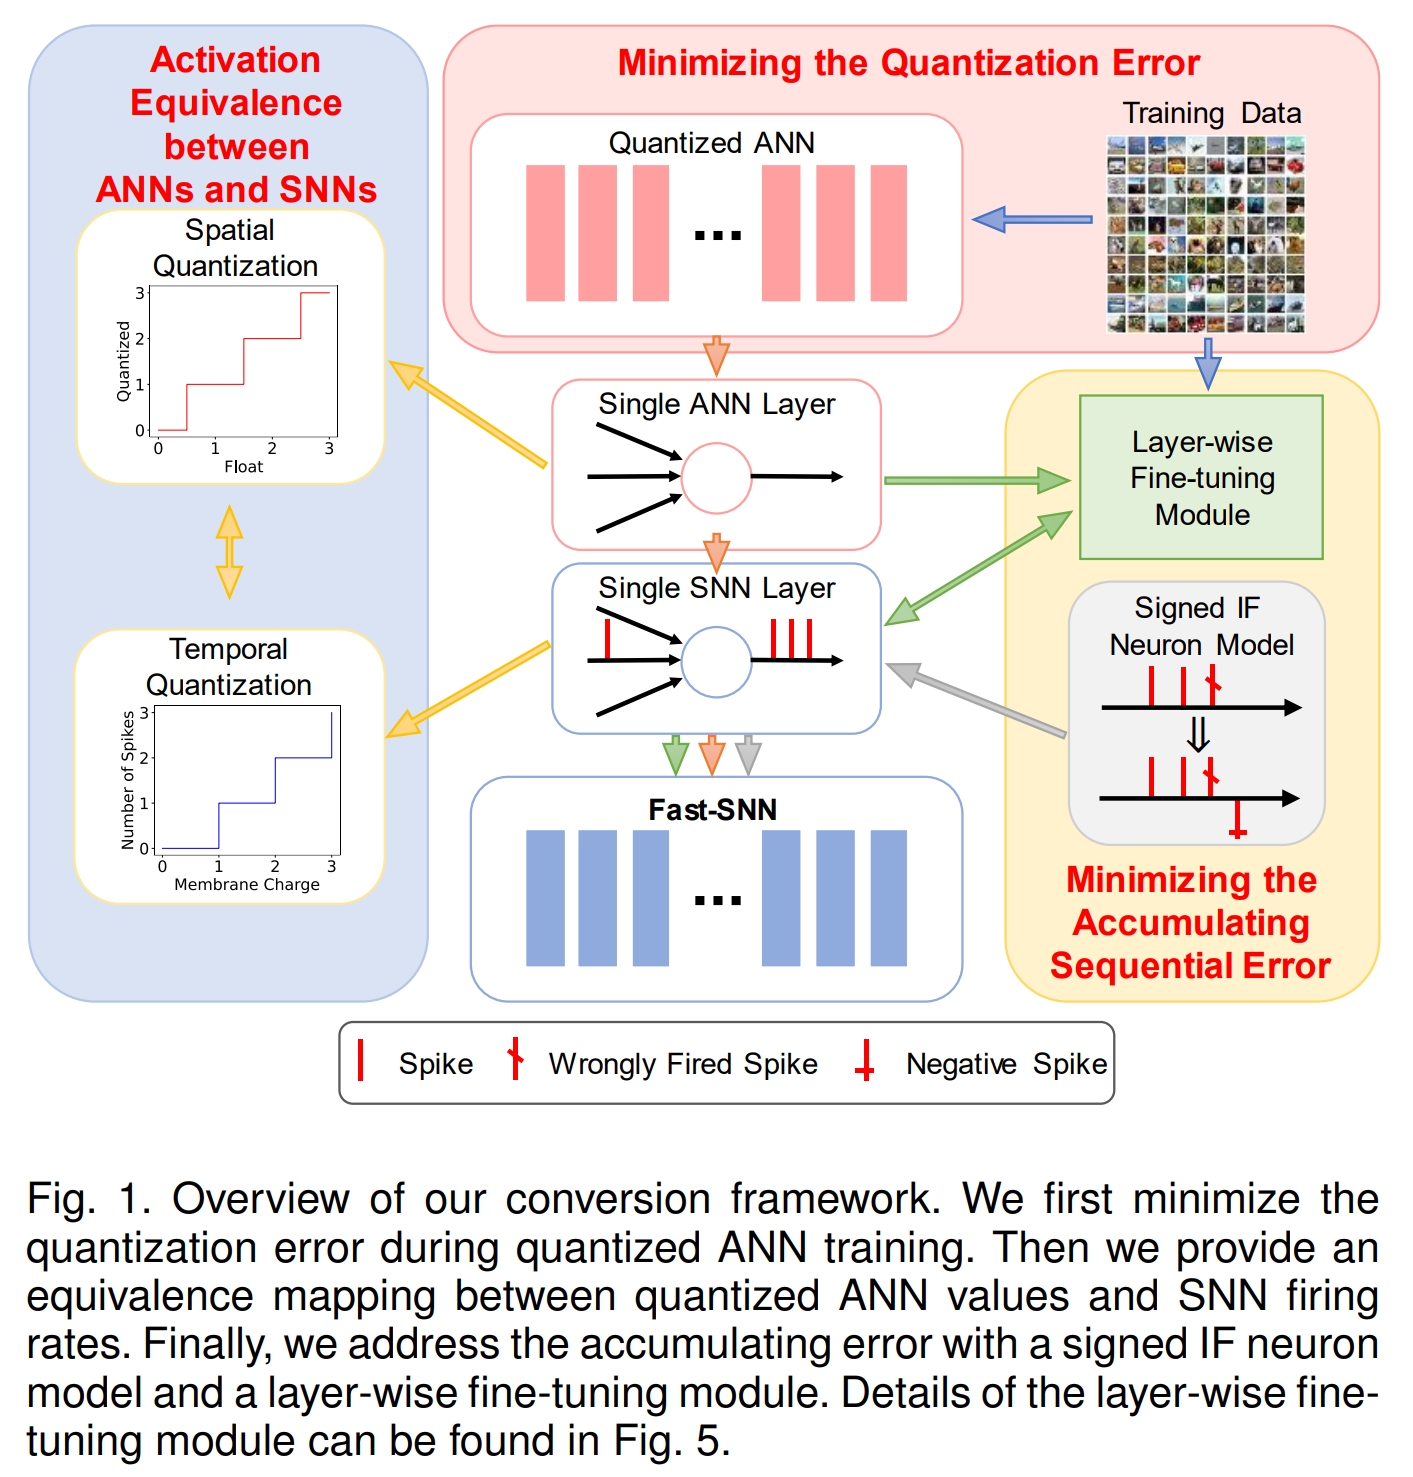 Activation
Equivalence
between
ANNs and SNNs
Spatial
Quantization
3
2
1
0
Quantized
0 1 2 3
Float
Temporal
Quantization
3
2
1
0
Number of Spikes
0 1 2 3
Membrane Charge
Minimizing the Quantization Error
Quantized ANN
...
Training Data
Single ANN Layer
Single SNN Layer
Fast-SNN
...
Layer-wise
Fine-tuning
Module
Signed IF
Neuron Model
Minimizing the
Accumulating
Sequential Error
Spike Wrongly Fired Spike Negative Spike
Fig. 1. Overview of our conversion framework. We first minimize the
quantization error during quantized ANN training. Then we provide an
equivalence mapping between quantized ANN values and SNN firing
rates. Finally, we address the accumulating error with a signed IF neuron
model and a layer-wise fine-tuning module. Details of the layer-wise fine-
tuning module can be found in Fig. 5.